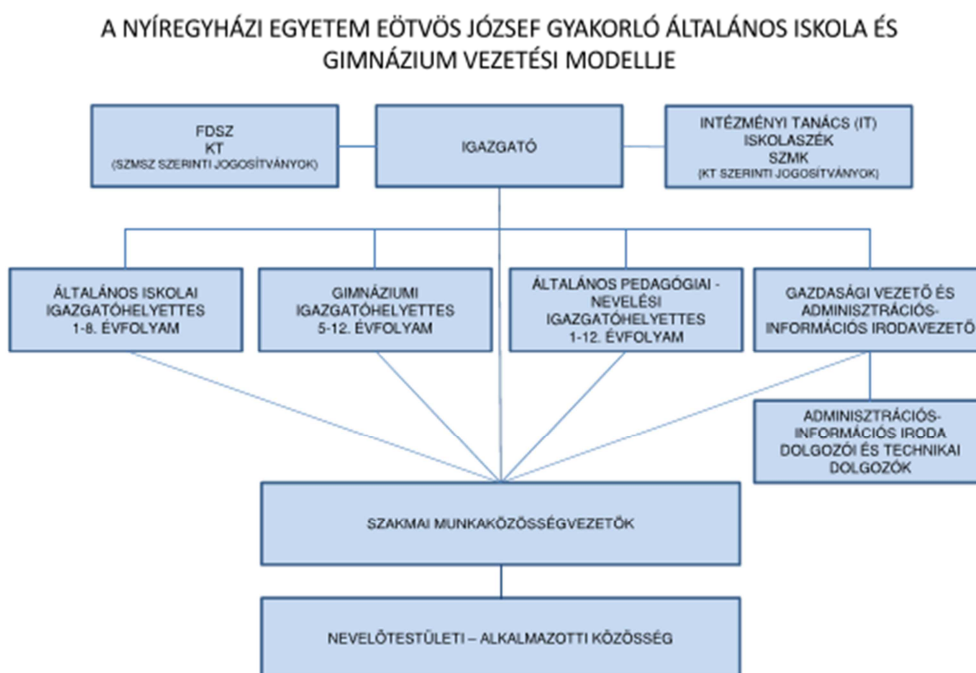 A NYÍREGYHÁZI EGYETEM EÖTVÖS JÓZSEF GYAKORLÓ ÁLTALÁNOS ISKOLA ÉS
GIMNÁZIUM VEZETÉSI MODELLJE
FDSZ
KT
(SZMSZ SZERINTI JOGOSÍTVÁNYOK)
IGAZGATÓ
INTÉZMÉNYI TANÁCS (IT)
ISKOLASZÉK
SZMK
(KT SZERINTI JOGOSÍTVÁNYOK)
ÁLTALÁNOS ISKOLAI
IGAZGATÓHELYETTES
1-8. ÉVFOLYAM
GIMNÁZIUMI
IGAZGATÓHELYETTES
5-12. ÉVFOLYAM
ÁLTALÁNOS PEDAGÓGIAI -
NEVELÉSI
IGAZGATÓHELYETTES
1-12. ÉVFOLYAM
GAZDASÁGI VEZETŐ ÉS
ADMINISZTRÁCIÓS-
INFORMÁCIÓS IRODAVEZETŐ
ADMINISZTRÁCIÓS-
INFORMÁCIÓS IRODA
DOLGOZÓI ÉS TECHNIKAI
DOLGOZÓK
SZAKMAI MUNKAKÖZÖSSÉGVEZETŐK
NEVELŐTESTÜLETI – ALKALMAZOTTI KÖZÖSSÉG